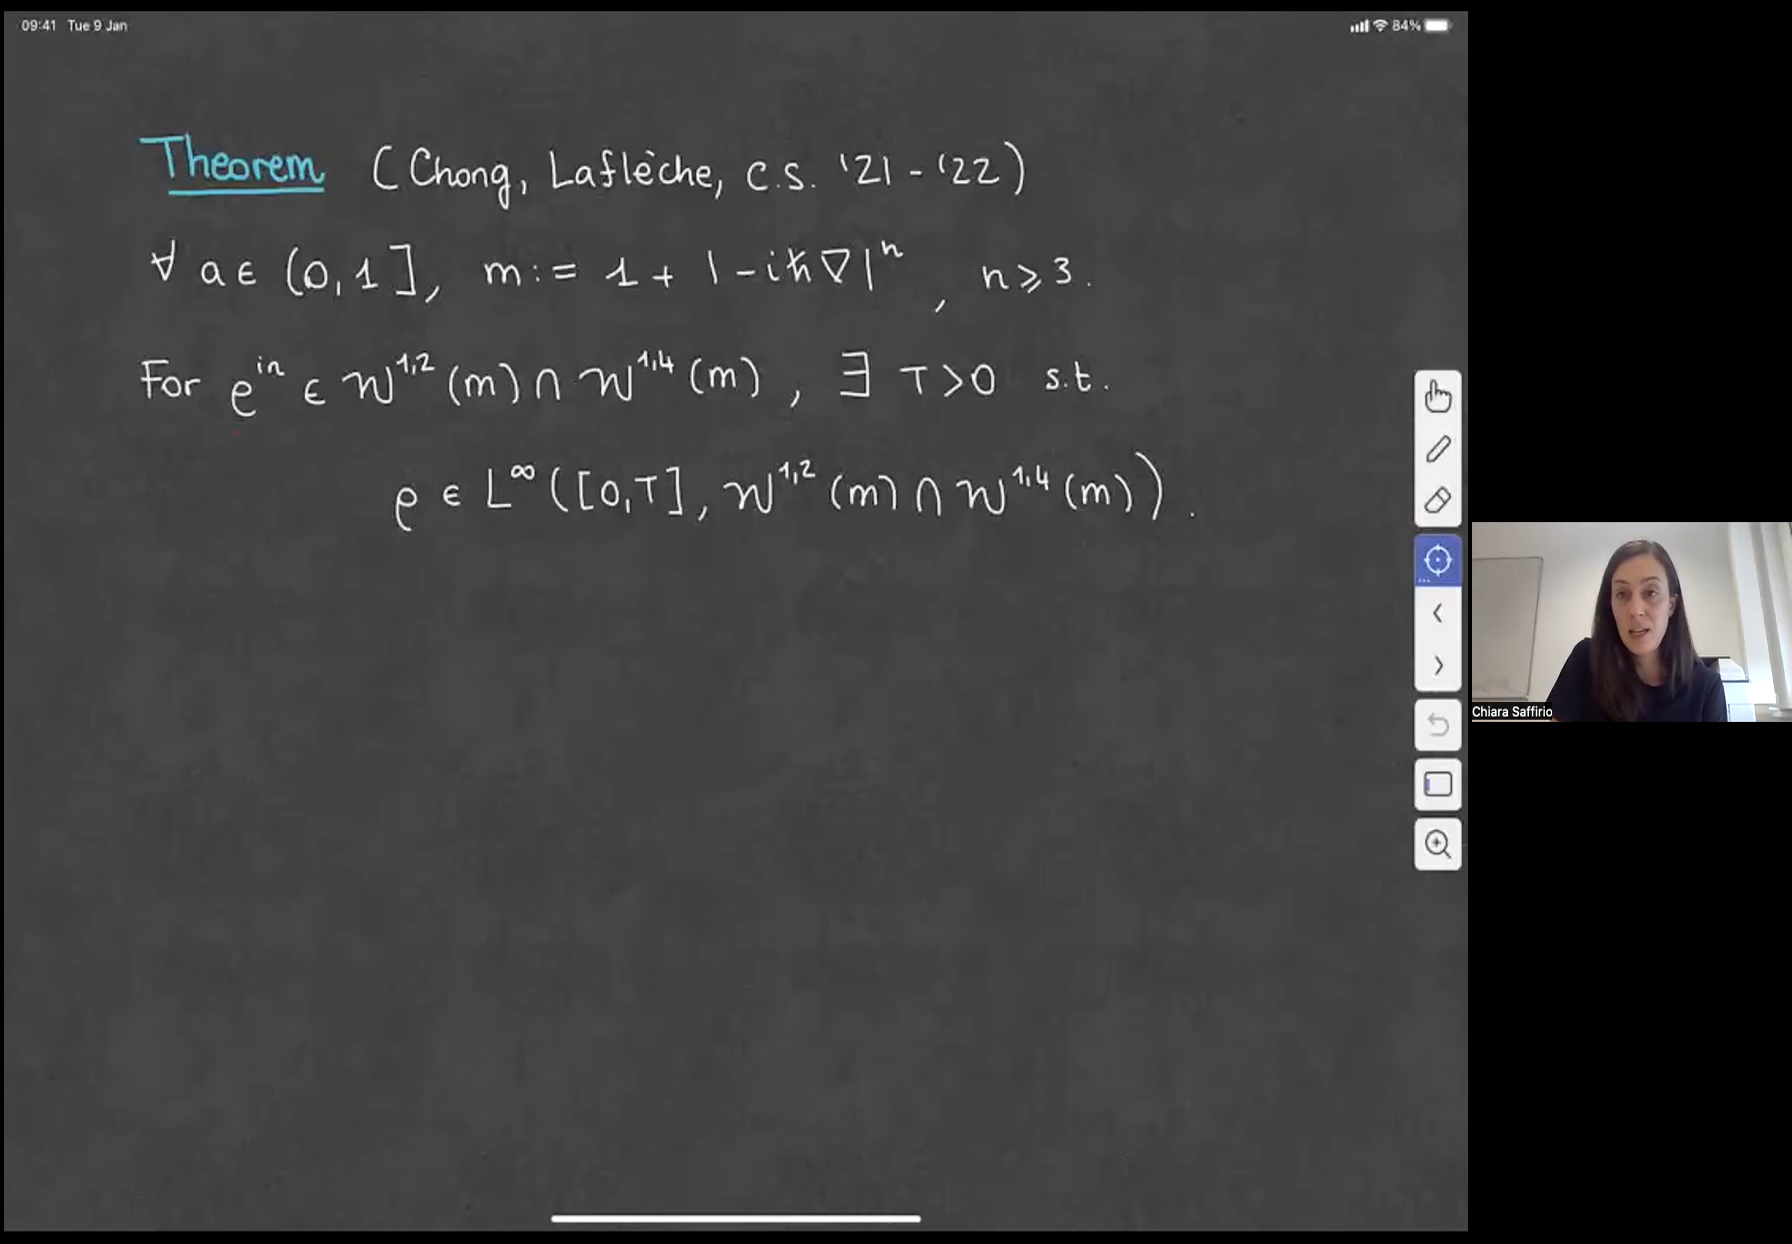 09:41 Tue 9 Jan
84%
Theorem (Chong, Laflèche, c.s. '21 - '22)
∀ a ∈ (0,1], m := 1 + |-iħ∇|ⁿ, n ⩾ 3.
For ρⁱⁿ ∈ W^{1,2}(m) ∩ W^{1,4}(m), ∃ T>0 s.t.
ρ ∈ L^∞([0,T], W^{1,2}(m) ∩ W^{1,4}(m)).
Chiara Saffirio